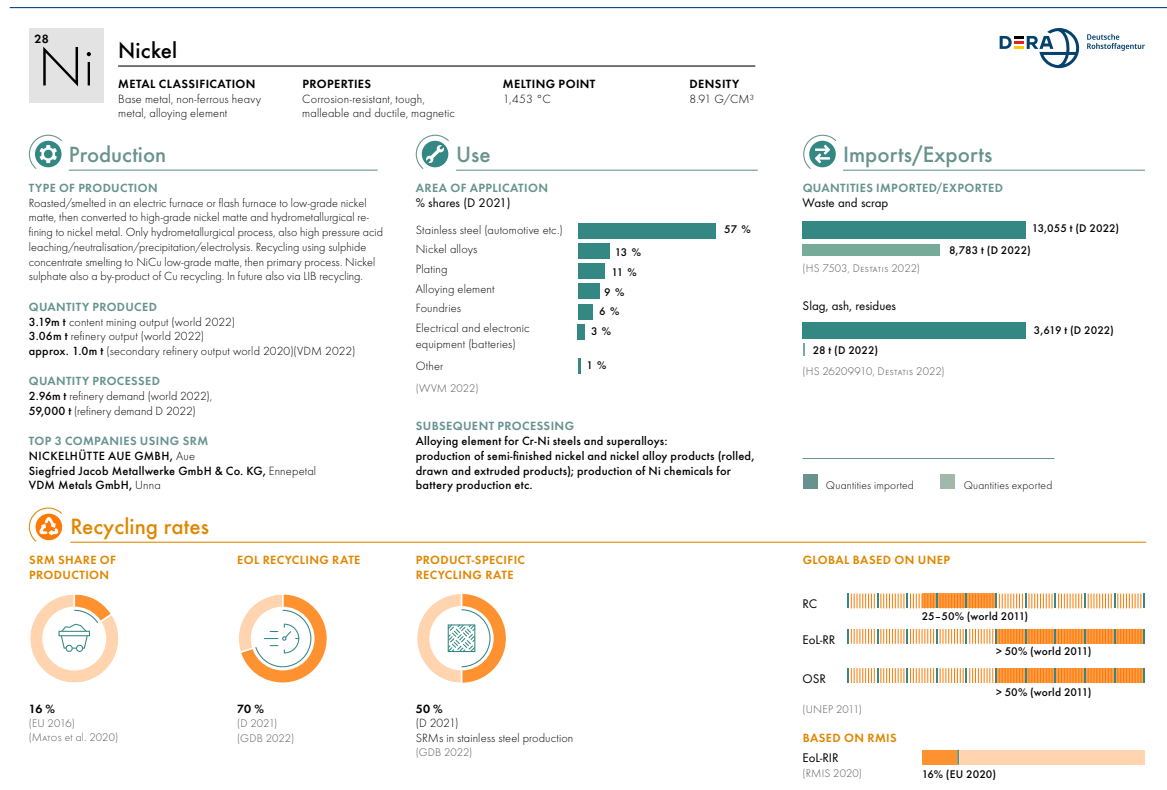 28
Ni
Nickel
METAL CLASSIFICATION
Base metal, non-ferrous heavy
metal, alloying element
PROPERTIES
Corrosion-resistant, tough,
malleable and ductile, magnetic
MELTING POINT
1,453 °C
DENSITY
8.91 G/CM³
DERA
Deutsche
Rohstoffagentur
Production
TYPE OF PRODUCTION
Roasted/smelted in an electric furnace or flash furnace to low-grade nickel
matte, then converted to high-grade nickel matte and hydrometallurgical re-
fining to nickel metal. Only hydrometallurgical process, also high pressure acid
leaching/neutralisation/precipitation/electrolysis. Recycling using sulphide
concentrate smelting to NiCu low-grade matte, then primary process. Nickel
sulphate also a by-product of Cu recycling. In future also via LIB recycling.
QUANTITY PRODUCED
3.19m t content mining output (world 2022)
3.06m t refinery output (world 2022)
approx. 1.0m t (secondary refinery output world 2020)(VDM 2022)
QUANTITY PROCESSED
2.96m t refinery demand (world 2022),
59,000 t (refinery demand D 2022)
TOP 3 COMPANIES USING SRM
NICKELHÜTTE AUE GMBH, Aue
Siegfried Jacob Metallwerke GmbH & Co. KG, Ennepetal
VDM Metals GmbH, Unna
Use
AREA OF APPLICATION
% shares (D 2021)
Stainless steel (automotive etc.) 57 %
Nickel alloys 13 %
Plating 11 %
Alloying element 9 %
Foundries 6 %
Electrical and electronic 3 %
equipment (batteries)
Other 1 %
(WVM 2022)
SUBSEQUENT PROCESSING
Alloying element for Cr-Ni steels and superalloys:
production of semi-finished nickel and nickel alloy products (rolled,
drawn and extruded products); production of Ni chemicals for
battery production etc.
Imports/Exports
QUANTITIES IMPORTED/EXPORTED
Waste and scrap
13,055 t (D 2022)
8,783 t (D 2022)
(HS 7503, Destatis 2022)
Slag, ash, residues
3,619 t (D 2022)
28 t (D 2022)
(HS 26209910, Destatis 2022)
Quantities imported Quantities exported
Recycling rates
SRM SHARE OF
PRODUCTION
16 %
(EU 2016)
(Matos et al. 2020)
EOL RECYCLING RATE
70 %
(D 2021)
(GDB 2022)
PRODUCT-SPECIFIC
RECYCLING RATE
50 %
(D 2021)
SRMs in stainless steel production
(GDB 2022)
GLOBAL BASED ON UNEP
RC
25–50% (world 2011)
EoL-RR
> 50% (world 2011)
OSR
> 50% (world 2011)
(UNEP 2011)
BASED ON RMIS
EoL-RIR
(RMIS 2020)
16% (EU 2020)